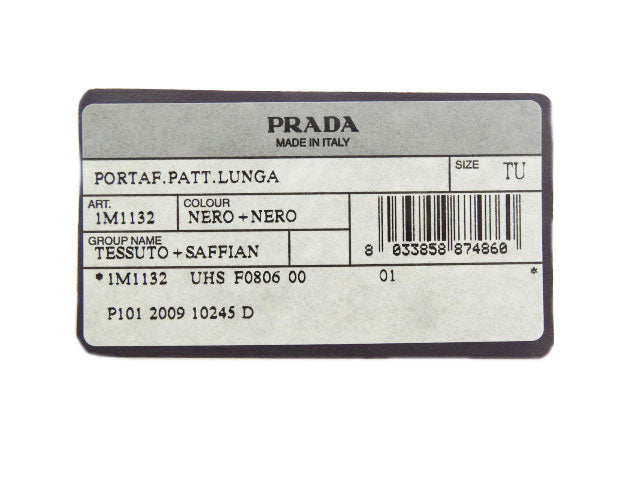 PRADA
MADE IN ITALY
PORTAF.PATT.LUNGA
SIZE TU
ART. 1M1132
COLOUR NERO+NERO
GROUP NAME
TESSUTO+SAFFIAN
8 033858 874860
*1M1132 UHS F0806 00 01 *
P101 2009 10245 D